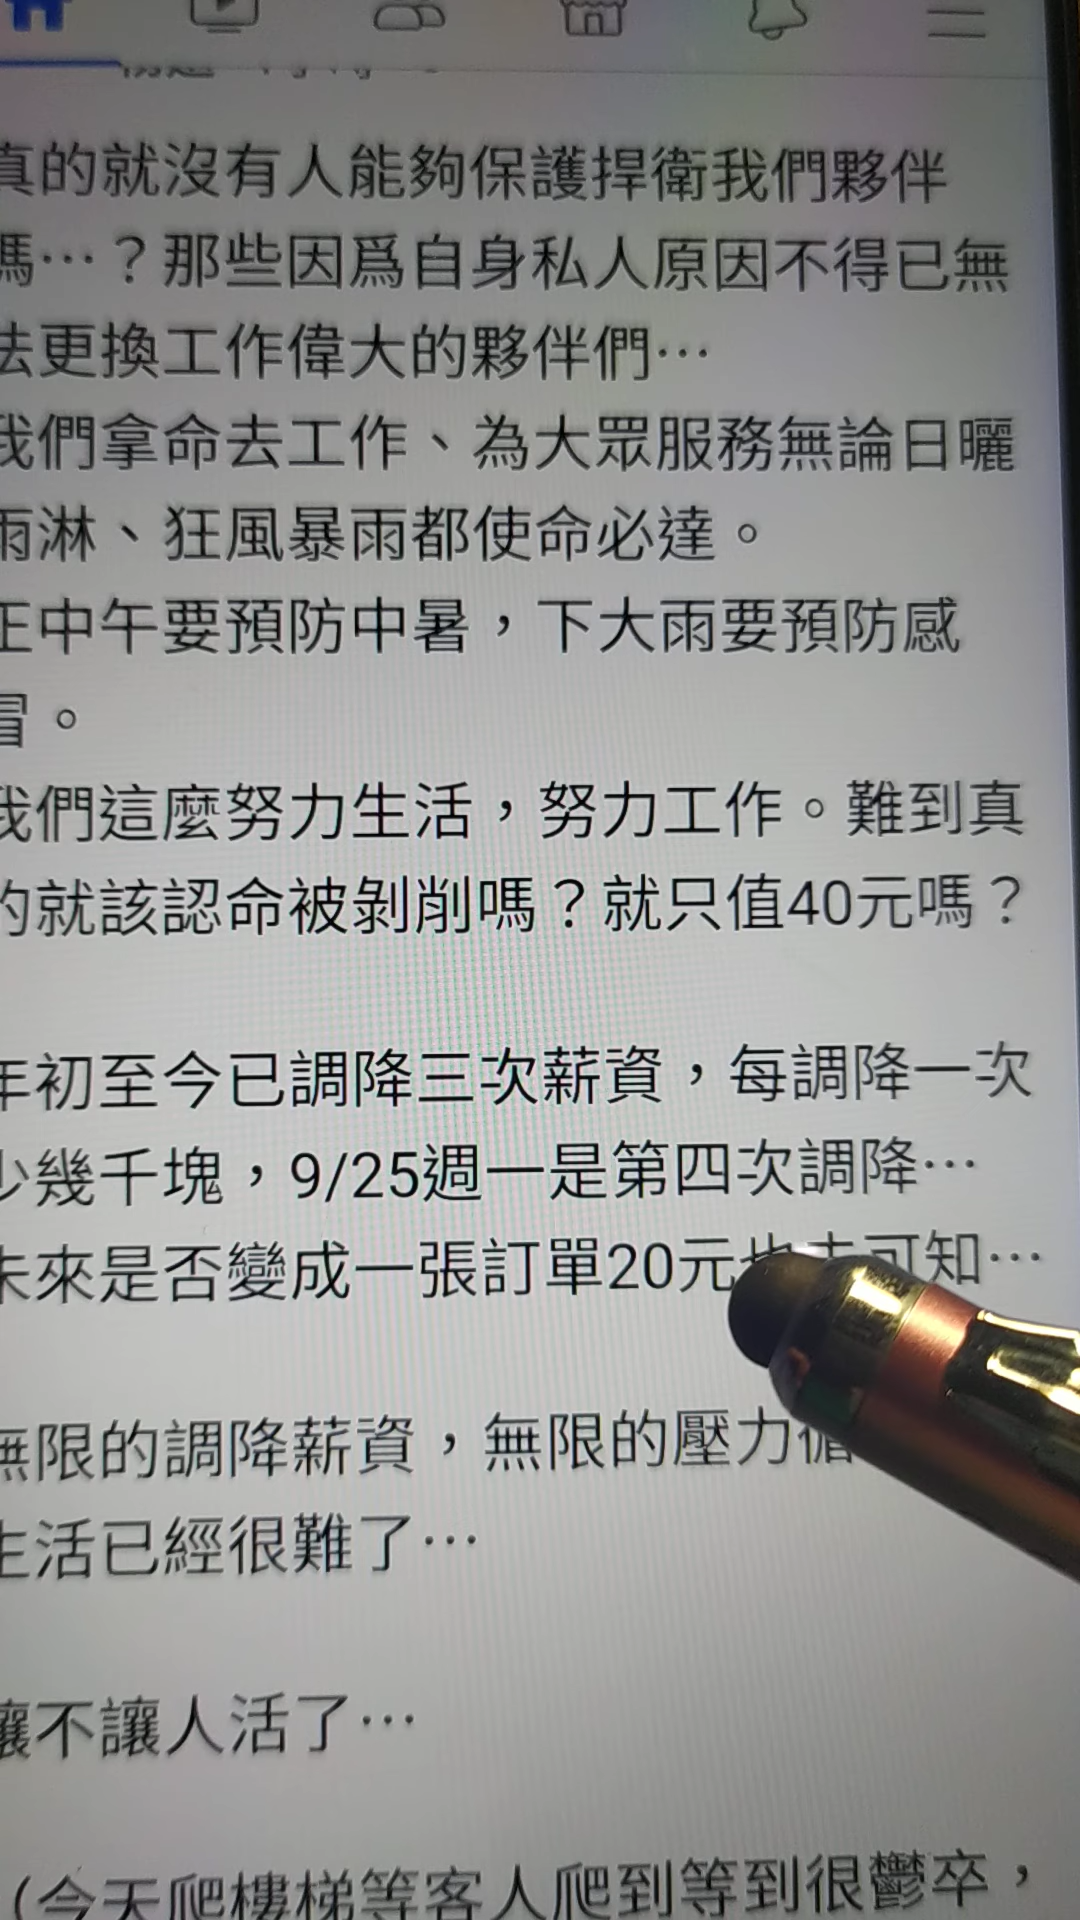 真的就沒有人能夠保護捍衛我們夥伴
嗎…？那些因爲自身私人原因不得已無
法更換工作偉大的夥伴們…
我們拿命去工作、為大眾服務無論日曬
雨淋、狂風暴雨都使命必達。
正中午要預防中暑，下大雨要預防感
冒。
我們這麼努力生活，努力工作。難到真
的就該認命被剝削嗎？就只值40元嗎？
年初至今已調降三次薪資，每調降一次
少幾千塊，9/25週一是第四次調降…
未來是否變成一張訂單20元也未可知…
無限的調降薪資，無限的壓力循
生活已經很難了…
讓不讓人活了…
（今天爬樓梯等客人爬到等到很鬱卒，